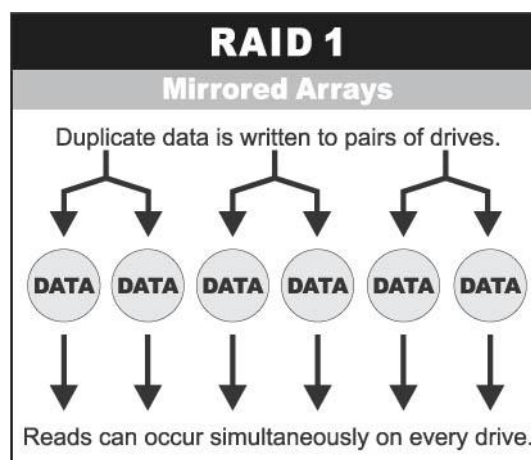 RAID 1
Mirrored Arrays
Duplicate data is written to pairs of drives.
DATA DATA DATA DATA DATA DATA
Reads can occur simultaneously on every drive.